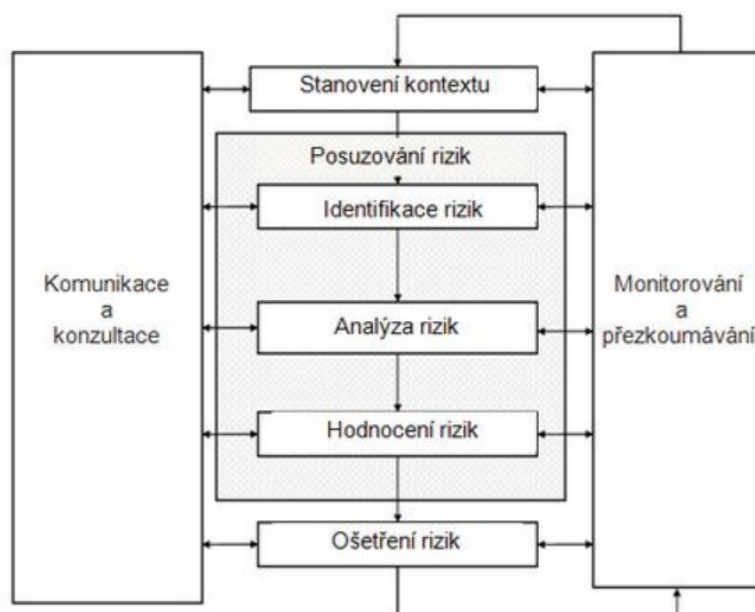 Stanovení kontextu
Posuzování rizik
Identifikace rizik
Komunikace
a
konzultace
Analýza rizik
Monitorování
a
přezkoumávání
Hodnocení rizik
Ošetření rizik